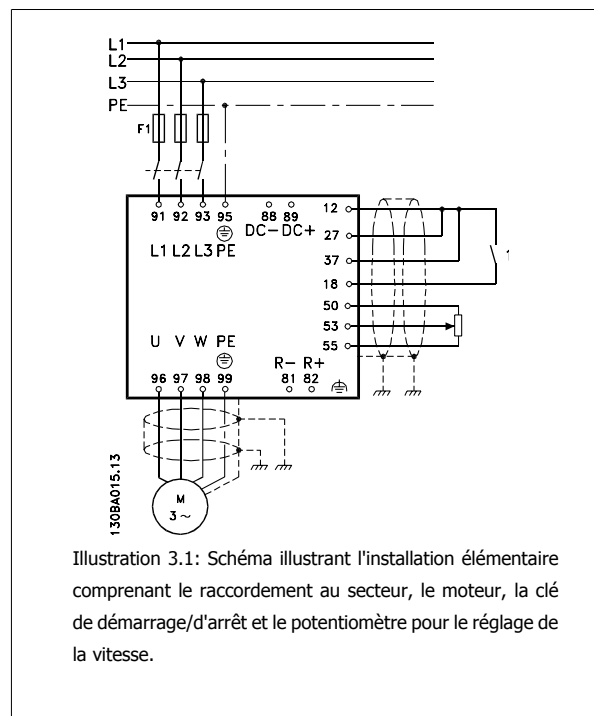 L1
L2
L3
PE
F1
91 92 93 95 88 89
DC- DC+
L1 L2 L3 PE
12
27
37
18
50
53
55
U V W PE
R- R+
96 97 98 99 81 82
M
3~
130BA015.13
Illustration 3.1: Schéma illustrant l'installation élémentaire
comprenant le raccordement au secteur, le moteur, la clé
de démarrage/d'arrêt et le potentiomètre pour le réglage de
la vitesse.